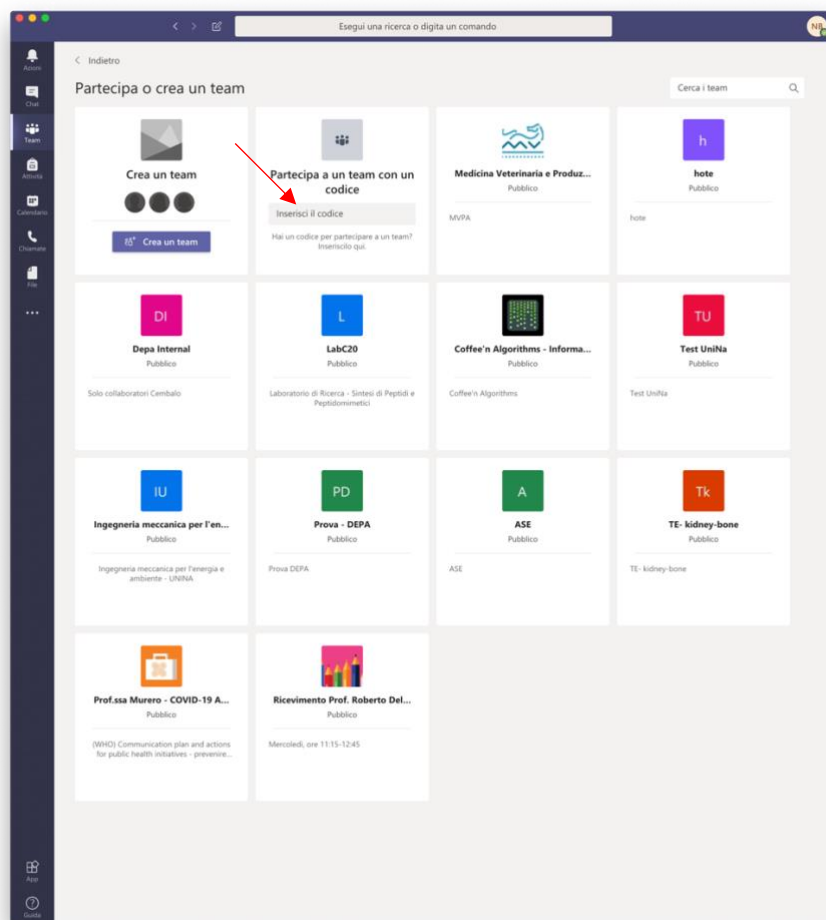 Esegui una ricerca o digita un comando
NB
Azioni
Chat
Team
Attività
Calendario
Chiamate
File
Indietro
Partecipa o crea un team
Cerca i team
Crea un team
Crea un team
Partecipa a un team con un
codice
Inserisci il codice
Hai un codice per partecipare a un team?
Inseriscilo qui.
MV
Medicina Veterinaria e Produz...
Pubblico
MVPA
h
hote
Pubblico
hote
DI
Depa Internal
Pubblico
Solo collaboratori Cembalo
L
LabC20
Pubblico
Laboratorio di Ricerca - Sintesi di Peptidi e
Peptidomimetici
Coffee'n Algorithms - Informa...
Pubblico
Coffee'n Algorithms
TU
Test UniNa
Pubblico
Test UniNa
IU
Ingegneria meccanica per l'en...
Pubblico
Ingegneria meccanica per l'energia e
ambiente - UNINA
PD
Prova - DEPA
Pubblico
Prova DEPA
A
ASE
Pubblico
ASE
Tk
TE- kidney-bone
Pubblico
TE- kidney-bone
Prof.ssa Murero - COVID-19 A...
Pubblico
(WHO) Communication plan and actions
for public health initiatives - prevenire...
Ricevimento Prof. Roberto Del...
Pubblico
Mercoledì, ore 11:15-12:45
App
Guida